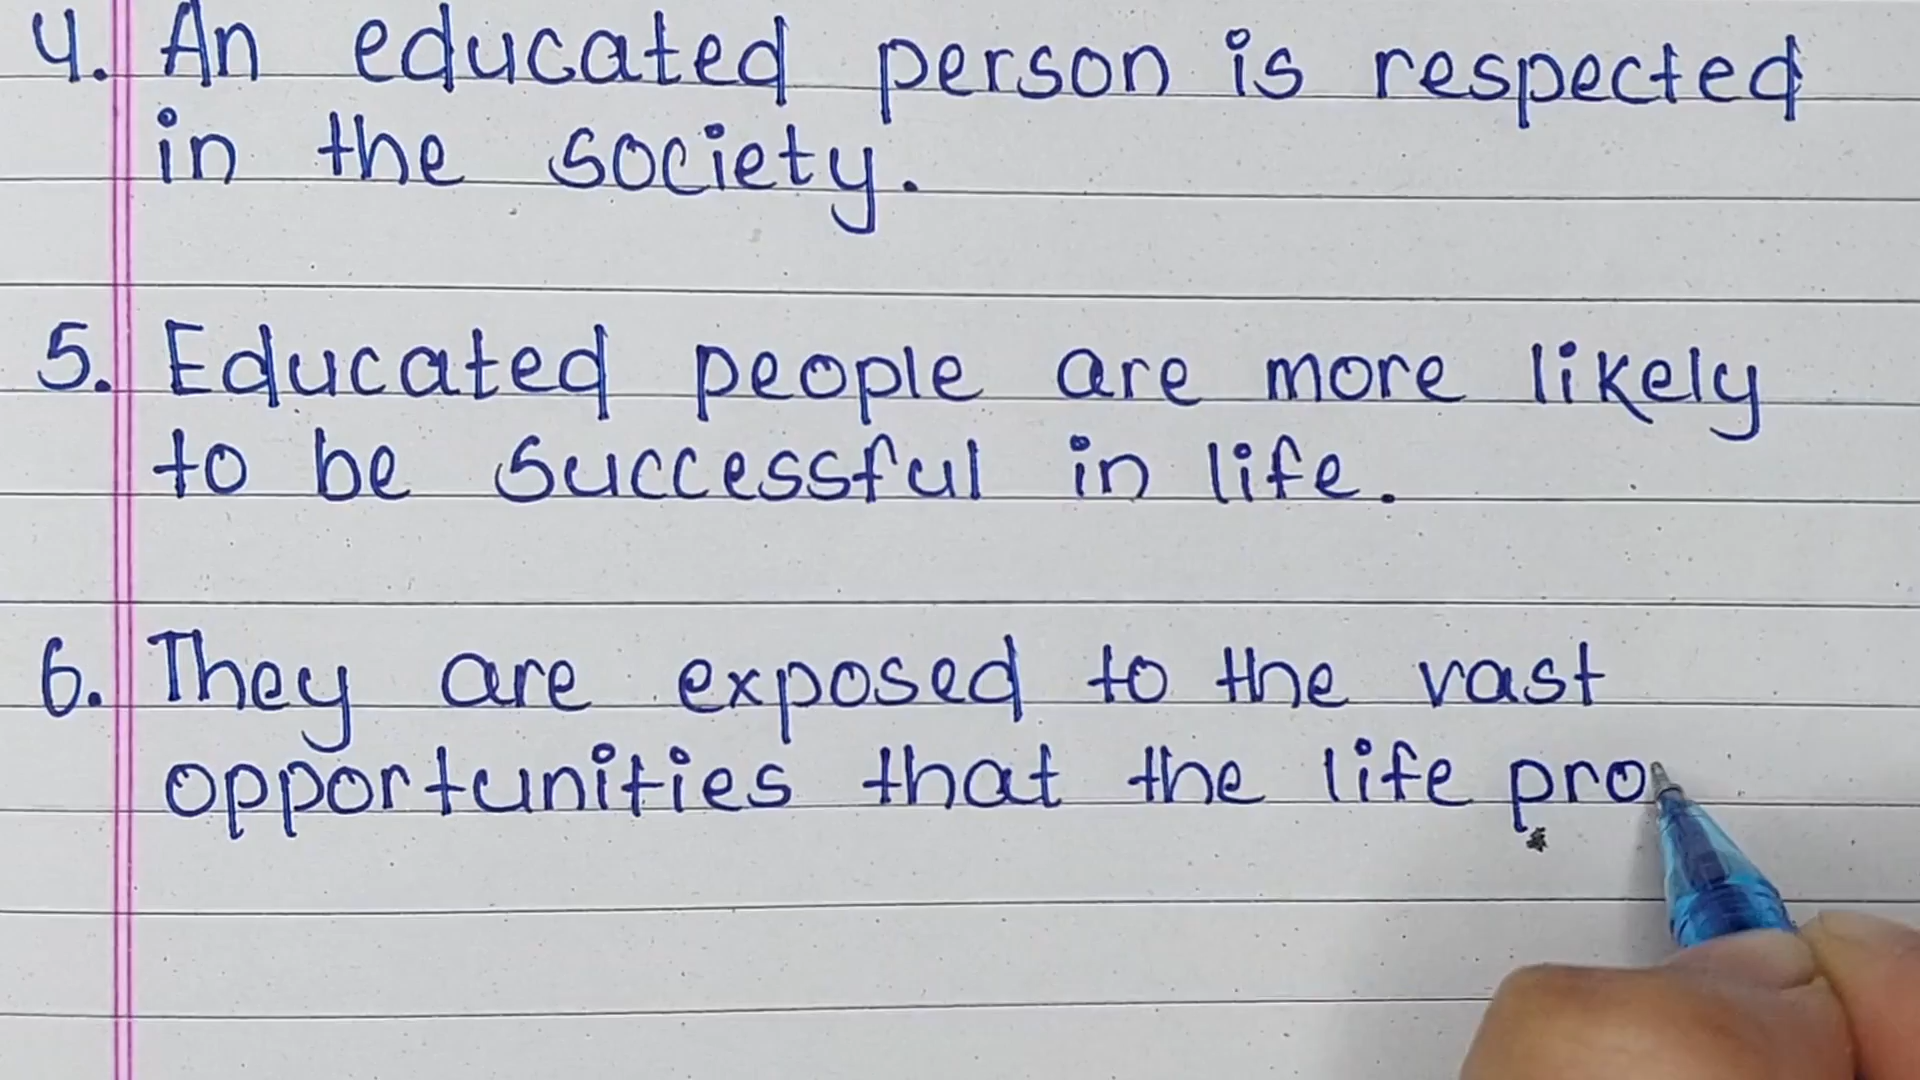 4. An educated person is respected
in the society.
5. Educated people are more likely
to be successful in life.
6. They are exposed to the vast
opportunities that the life pro